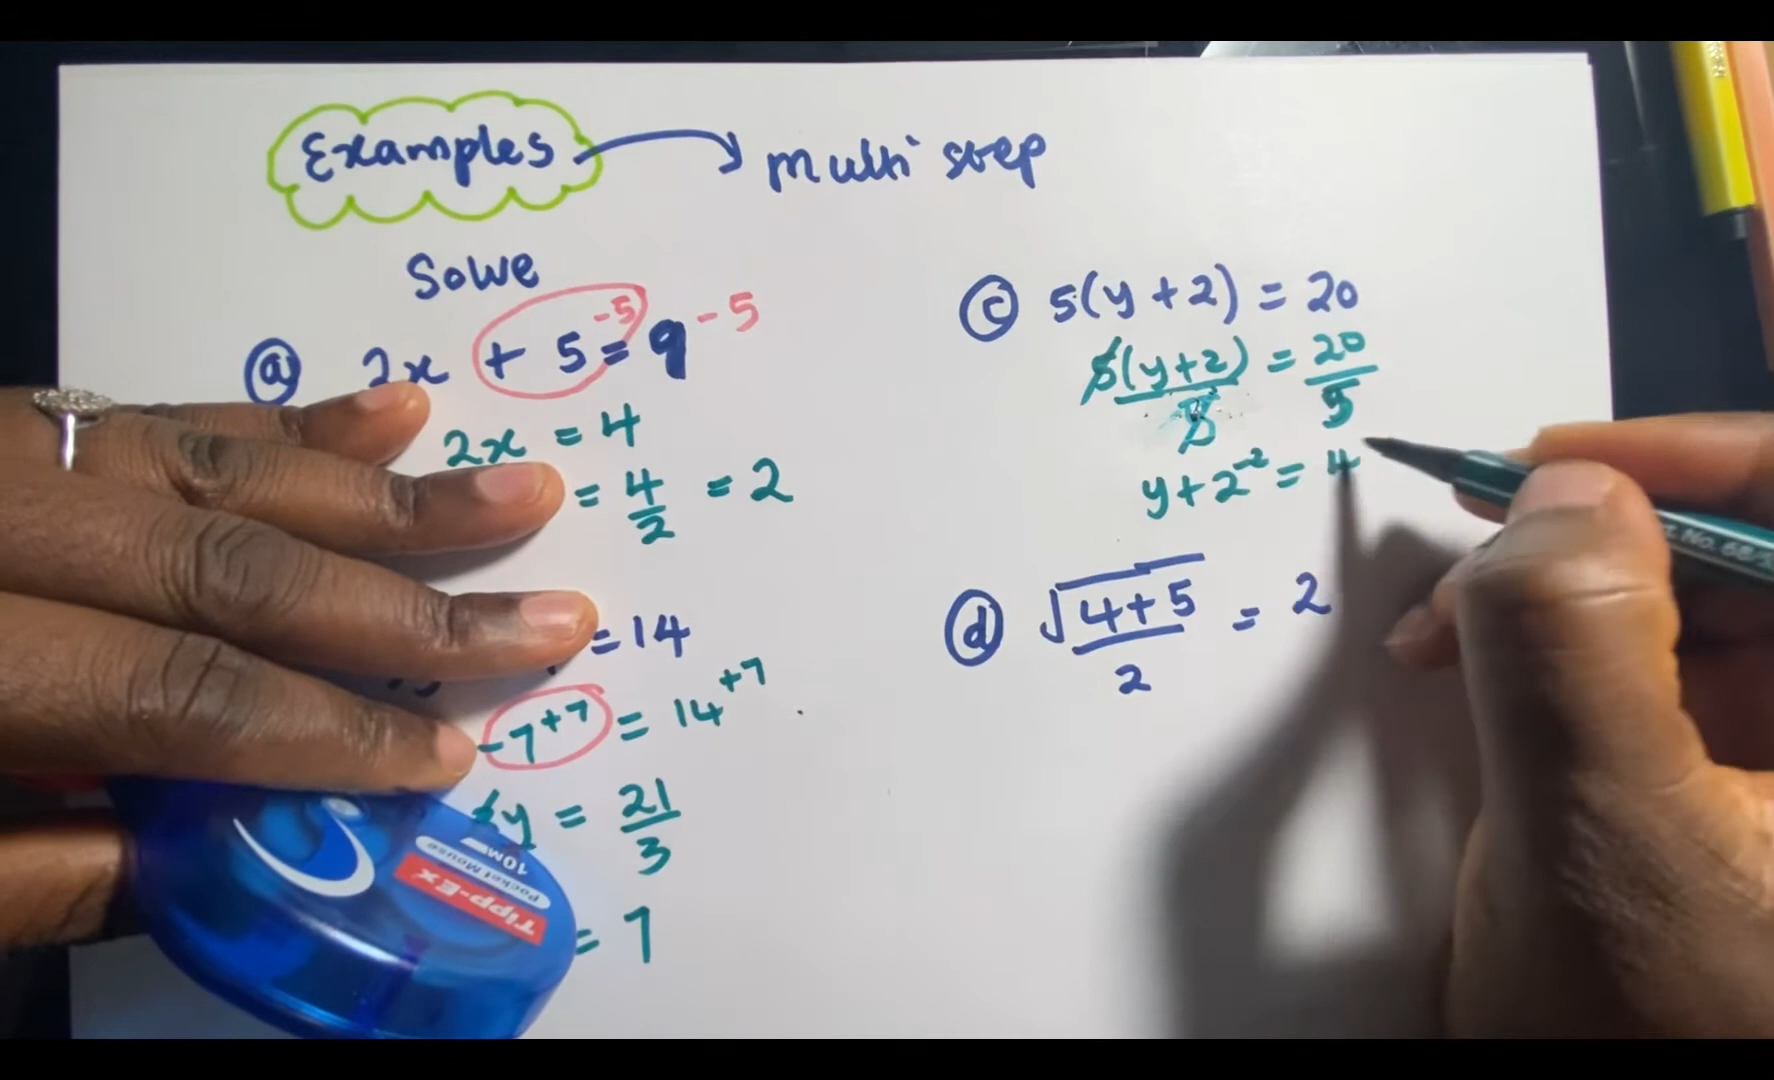 Examples → multi step
Solve
ⓐ 2x + 5⁻⁵ = 9⁻⁵
2x = 4
= 4/2 = 2
= 14
-7⁺⁷ = 14⁺⁷
y = 21/3
= 7
ⓒ 5(y + 2) = 20
5(y+2)/5 = 20/5
y + 2⁻² = 4
ⓓ √4+5/2 = 2
Tipp-Ex
Pocket Mouse
10M